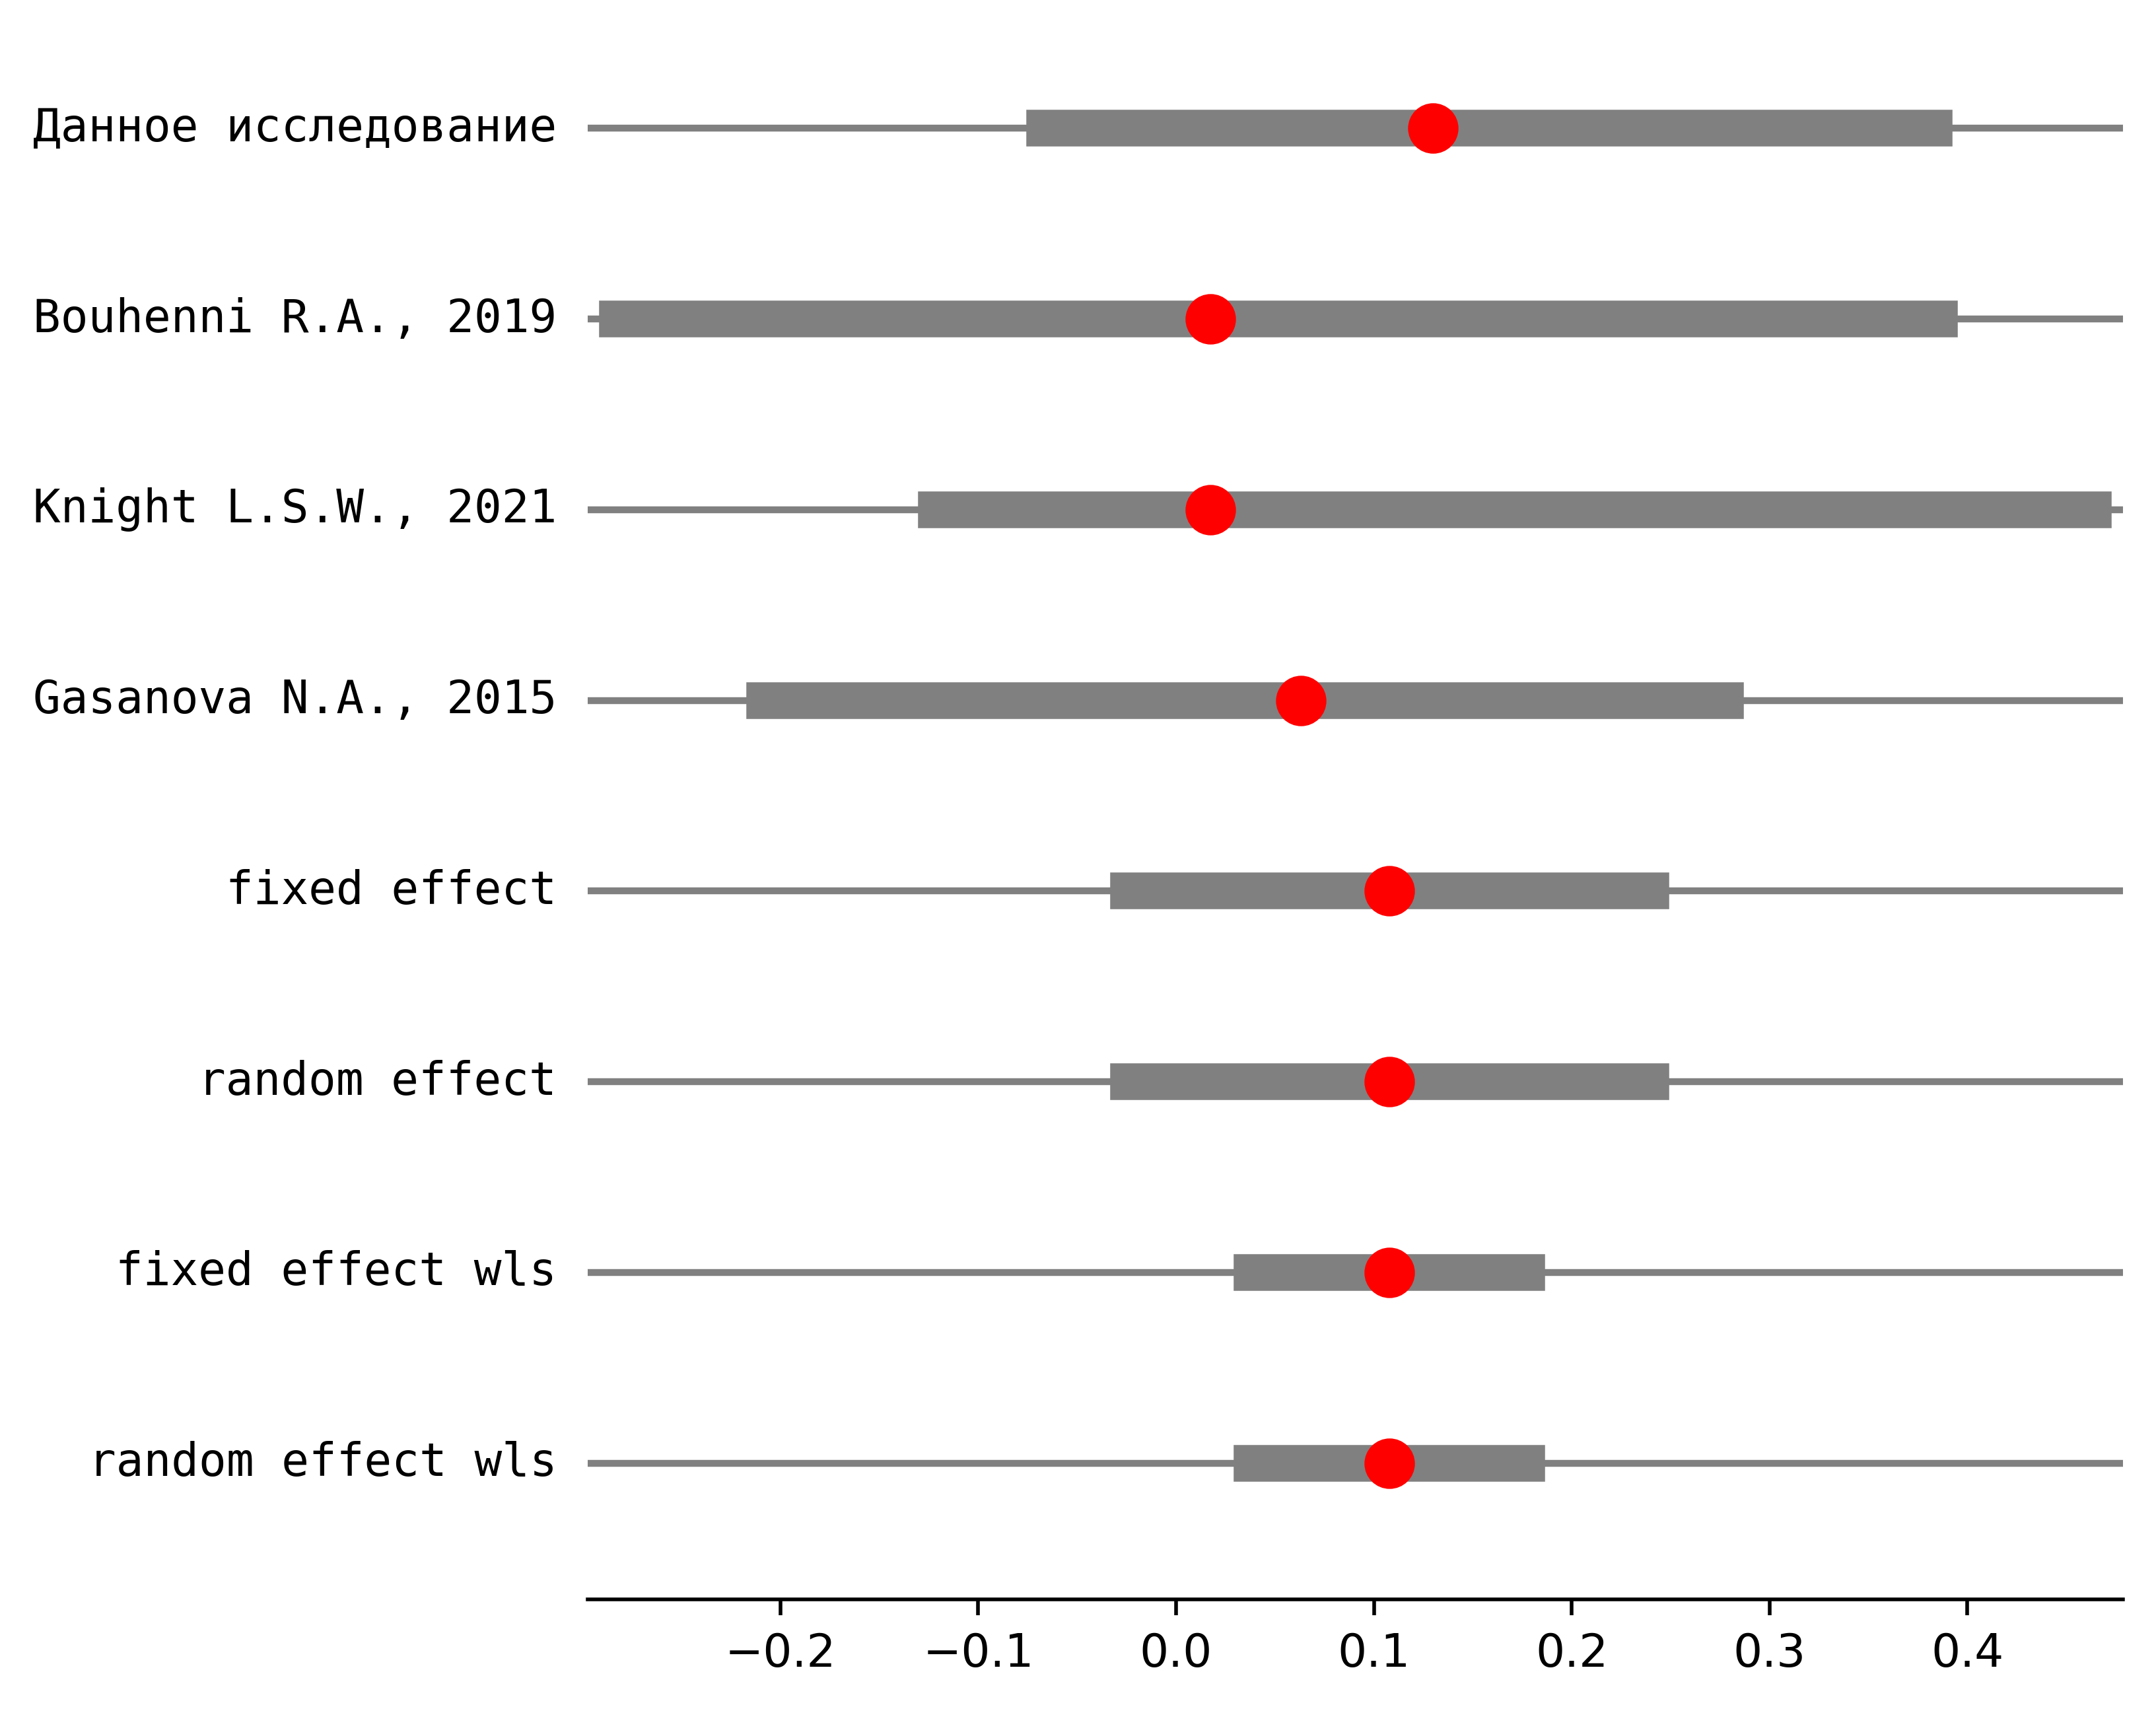 Данное исследование
Bouhenni R.A., 2019
Knight L.S.W., 2021
Gasanova N.A., 2015
fixed effect
random effect
fixed effect wls
random effect wls
−0.2 −0.1 0.0 0.1 0.2 0.3 0.4